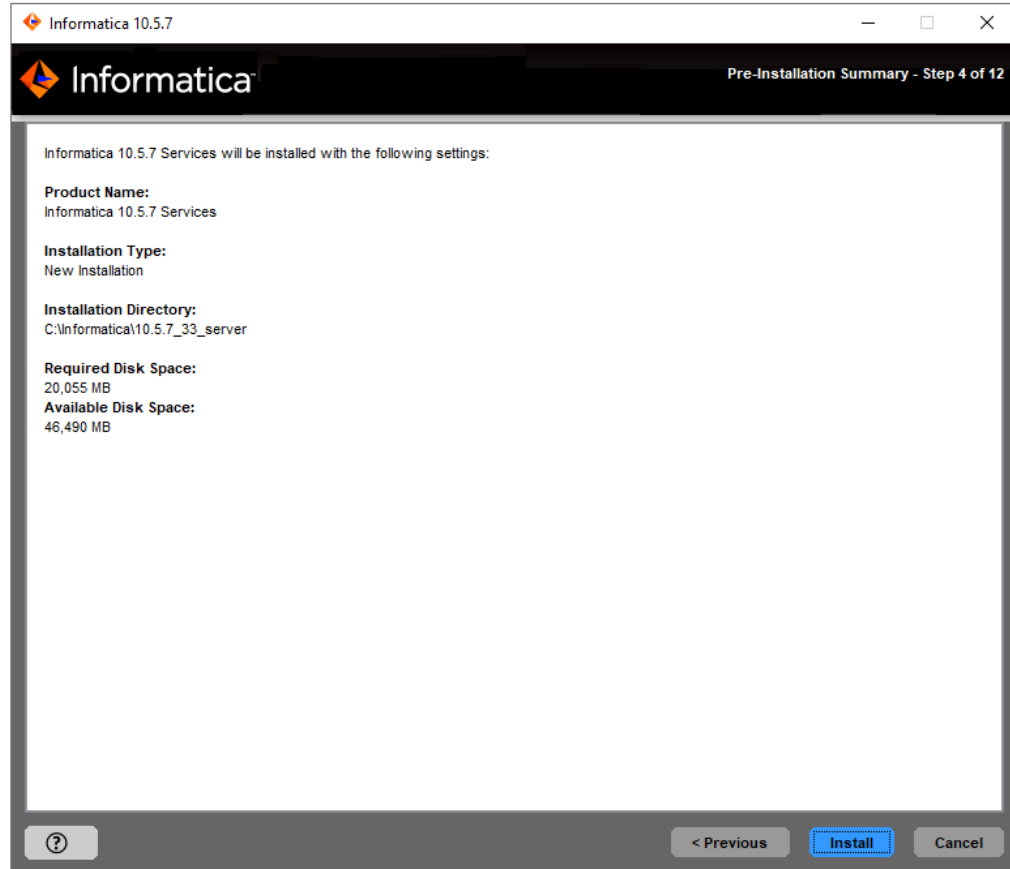 Informatica 10.5.7
Informatica
Pre-Installation Summary - Step 4 of 12
Informatica 10.5.7 Services will be installed with the following settings:
Product Name:
Informatica 10.5.7 Services
Installation Type:
New Installation
Installation Directory:
C:\Informatica\10.5.7_33_server
Required Disk Space:
20,055 MB
Available Disk Space:
46,490 MB
?
< Previous
Install
Cancel